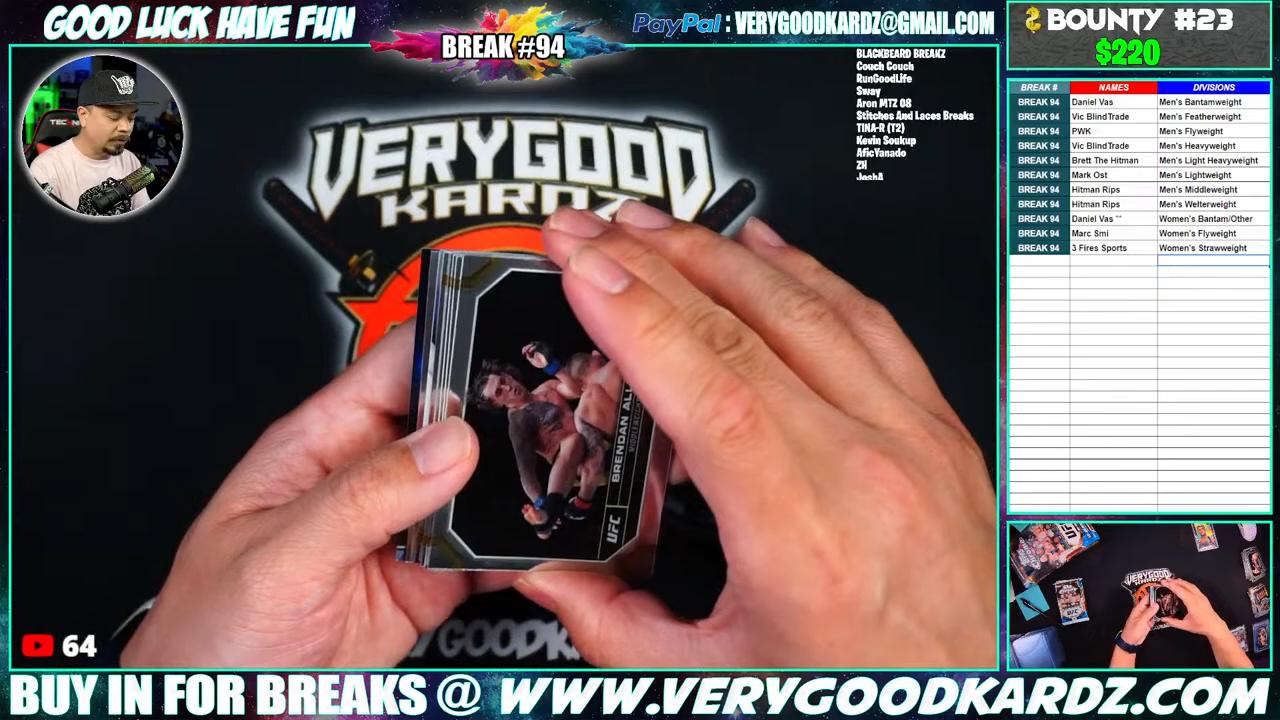 GOOD LUCK HAVE FUN
BREAK #94
PayPal : VERYGOODKARDZ@GMAIL.COM
BOUNTY #23
$220
BLACKBEARD BREAKZ
Couch Couch
RunGoodLife
Sway
Aron MTZ 08
Stitches And Laces Breaks
TINA-R (T2)
Kevin Soukup
AficYanado
ZH
JoshA
BREAK # NAMES DIVISIONS
BREAK 94 Daniel Vas Men's Bantamweight
BREAK 94 Vic BlindTrade Men's Featherweight
BREAK 94 PWK Men's Flyweight
BREAK 94 Vic BlindTrade Men's Heavyweight
BREAK 94 Brett The Hitman Men's Light Heavyweight
BREAK 94 Mark Ost Men's Lightweight
BREAK 94 Hitman Rips Men's Middleweight
BREAK 94 Hitman Rips Men's Welterweight
BREAK 94 Daniel Vas ** Women's Bantam/Other
BREAK 94 Marc Smi Women's Flyweight
BREAK 94 3 Fires Sports Women's Strawweight
VERYGOOD
KARDZ
BRENDAN ALL
UFC
64
BUY IN FOR BREAKS @ WWW.VERYGOODKARDZ.COM